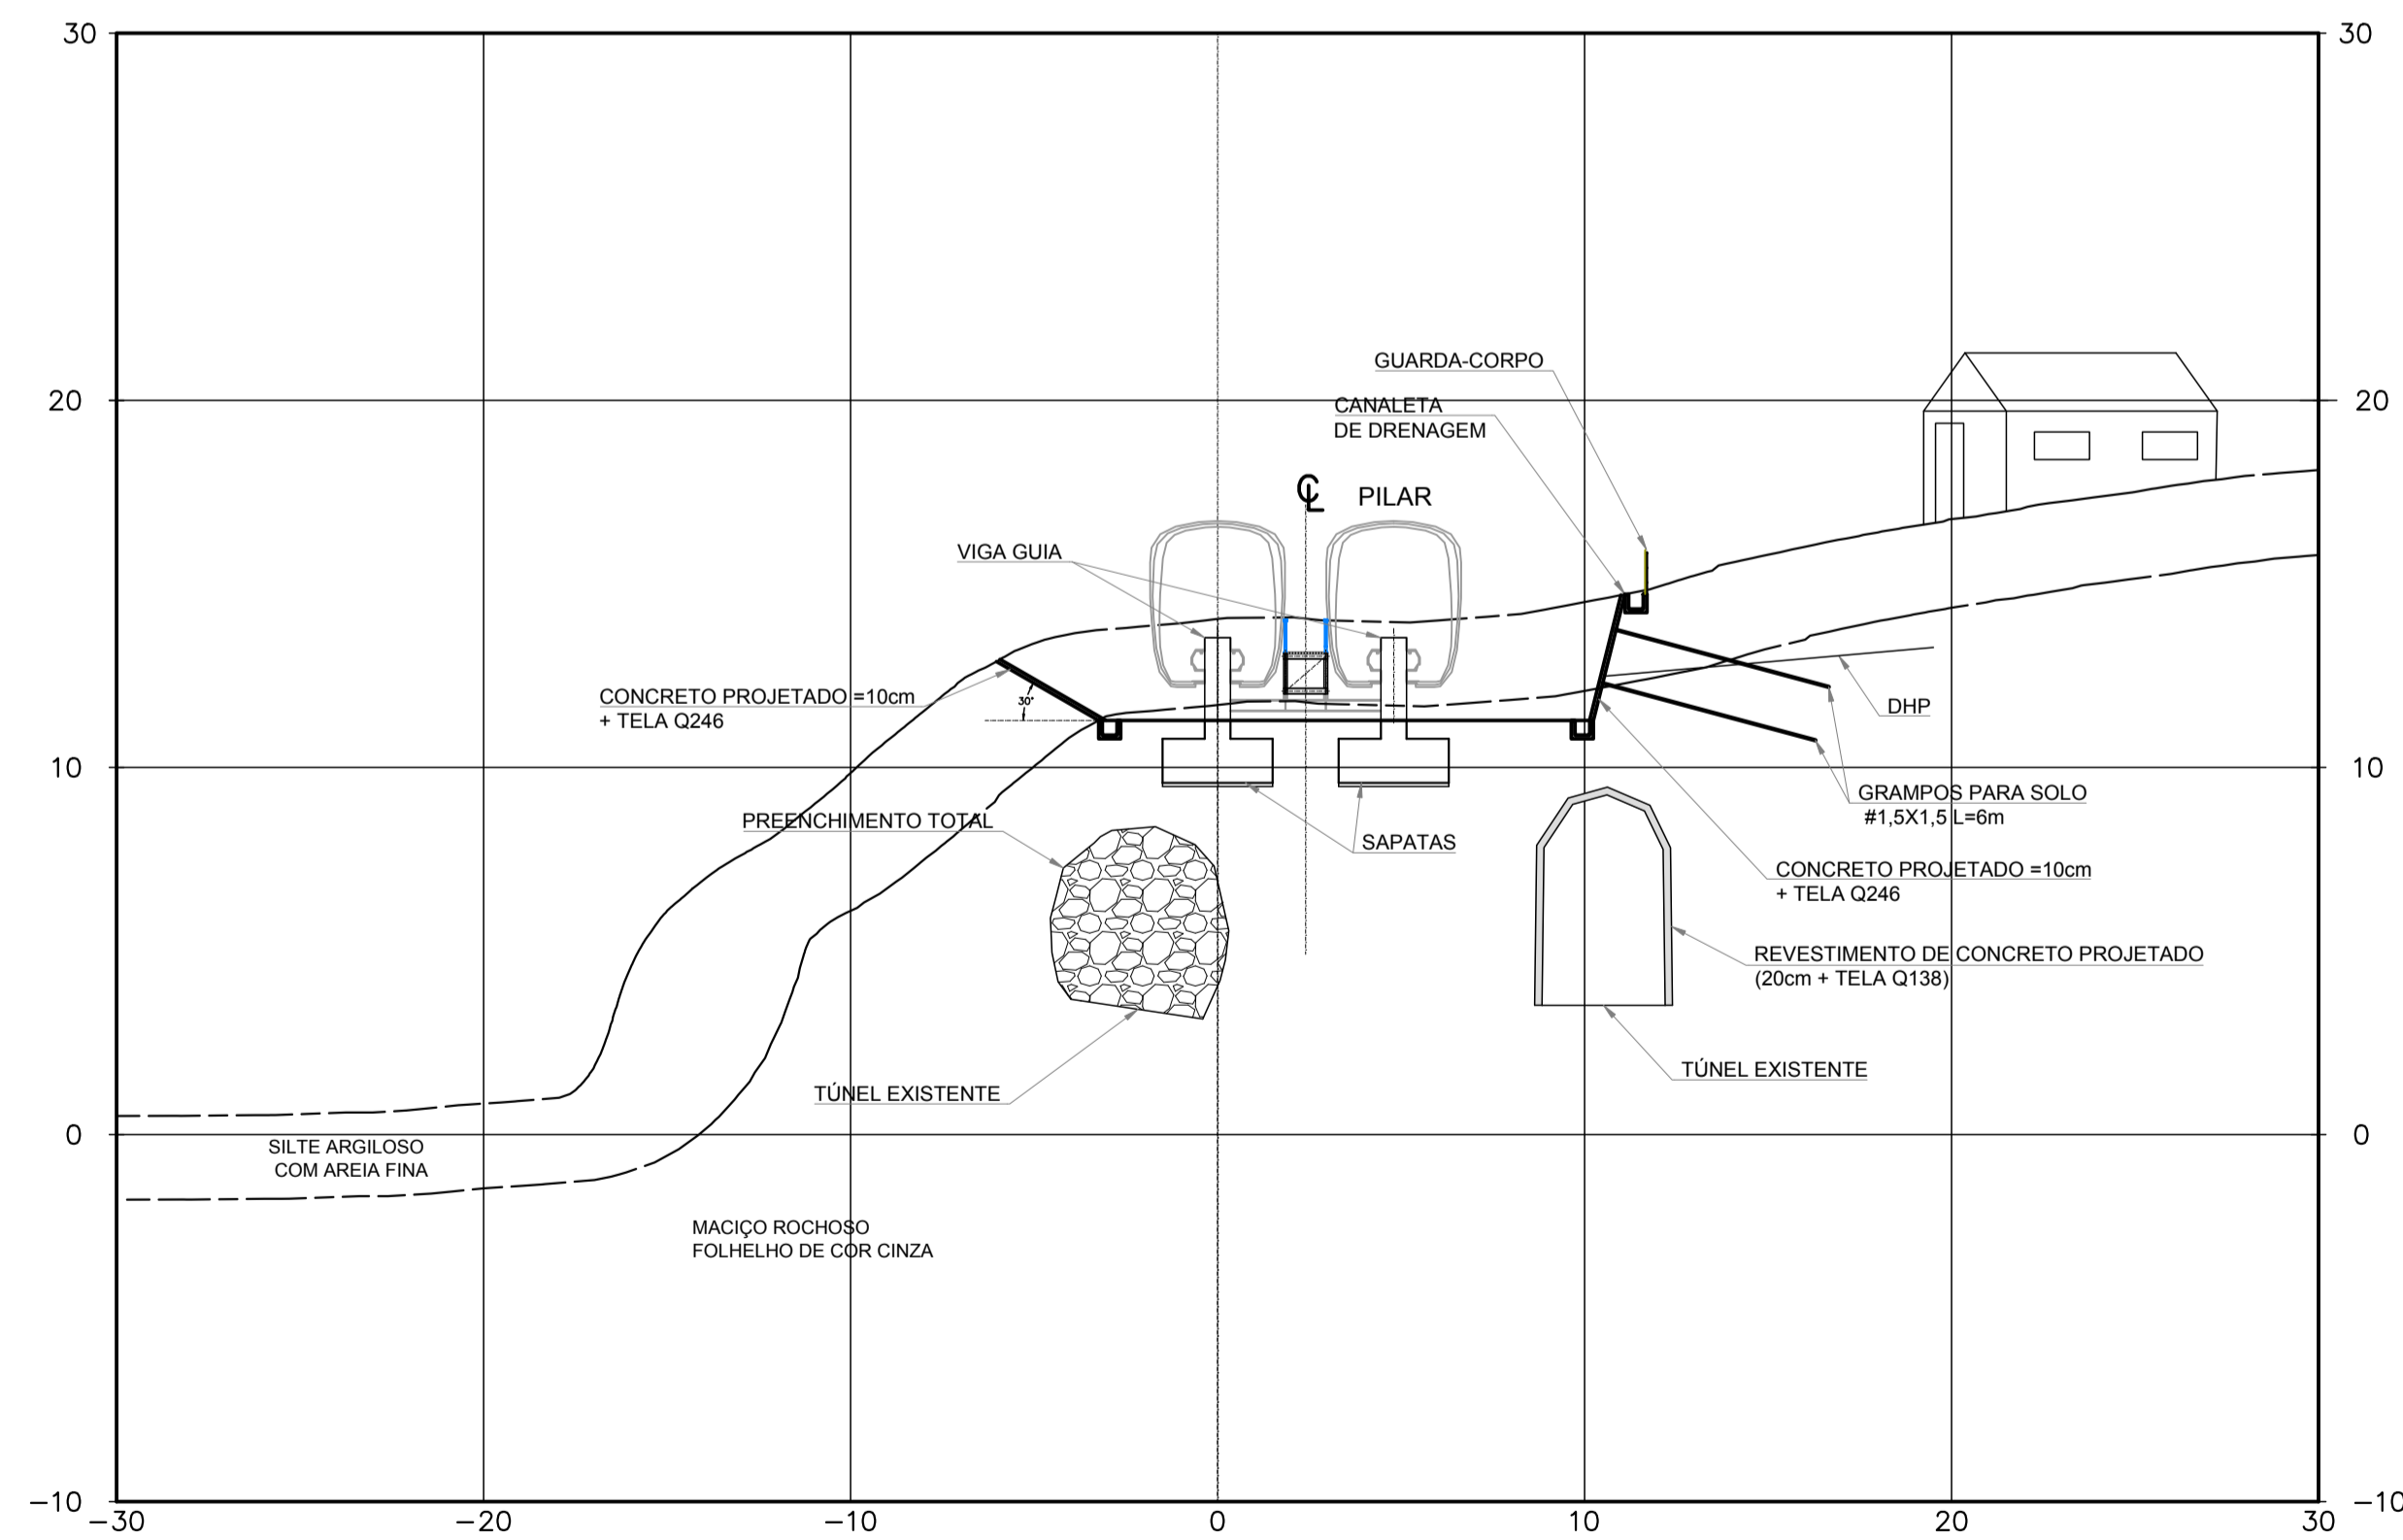 30
30
GUARDA-CORPO
20
CANALETA
DE DRENAGEM
20
℄
PILAR
VIGA GUIA
CONCRETO PROJETADO =10cm
+ TELA Q246
30°
DHP
10
10
GRAMPOS PARA SOLO
#1,5X1,5 L=6m
PREENCHIMENTO TOTAL
SAPATAS
CONCRETO PROJETADO =10cm
+ TELA Q246
REVESTIMENTO DE CONCRETO PROJETADO
(20cm + TELA Q138)
TÚNEL EXISTENTE
TÚNEL EXISTENTE
0
0
SILTE ARGILOSO
COM AREIA FINA
MACIÇO ROCHOSO
FOLHELHO DE COR CINZA
−10
−10
−30
−20
−10
0
10
20
30